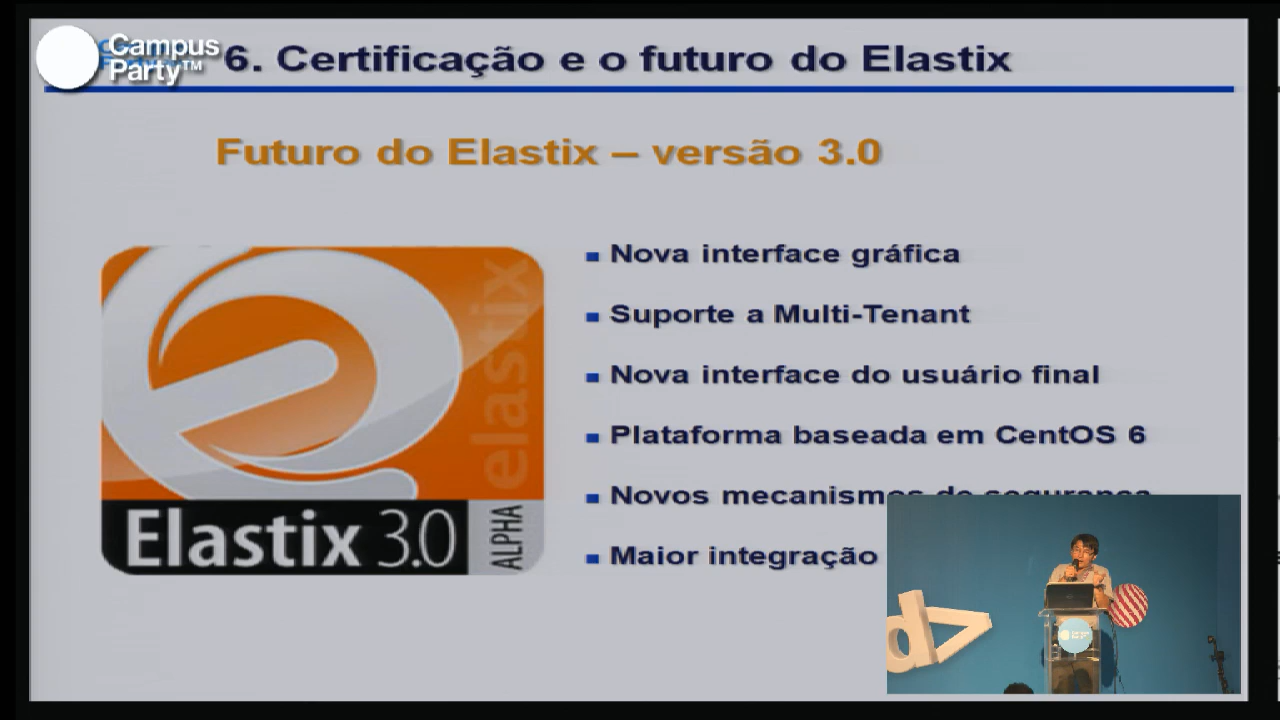 Campus
Party™
6. Certificação e o futuro do Elastix
Futuro do Elastix – versão 3.0
Nova interface gráfica
Suporte a Multi-Tenant
Nova interface do usuário final
Plataforma baseada em CentOS 6
Novos mecanismos de segurança
Maior integração
elastix
Elastix 3.0
ALPHA
d